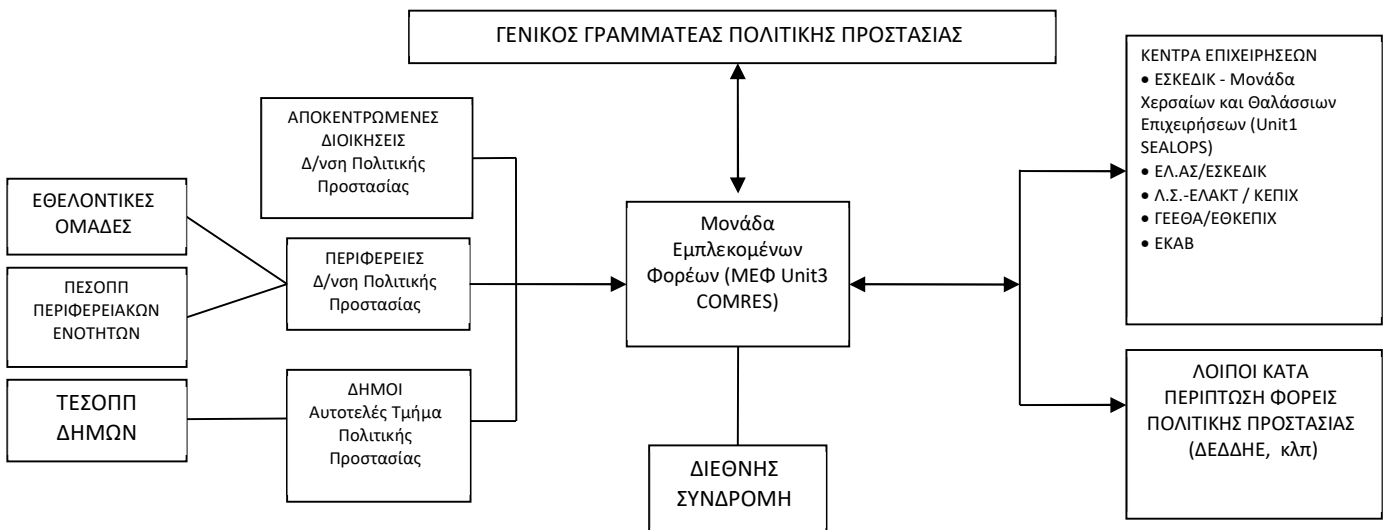 ΓΕΝΙΚΟΣ ΓΡΑΜΜΑΤΕΑΣ ΠΟΛΙΤΙΚΗΣ ΠΡΟΣΤΑΣΙΑΣ
ΑΠΟΚΕΝΤΡΩΜΕΝΕΣ
ΔΙΟΙΚΗΣΕΙΣ
Δ/νση Πολιτικής
Προστασίας
ΕΘΕΛΟΝΤΙΚΕΣ
ΟΜΑΔΕΣ
ΠΕΣΟΠΠ
ΠΕΡΙΦΕΡΕΙΑΚΩΝ
ΕΝΟΤΗΤΩΝ
ΠΕΡΙΦΕΡΕΙΕΣ
Δ/νση Πολιτικής
Προστασίας
ΤΕΣΟΠΠ
ΔΗΜΩΝ
ΔΗΜΟΙ
Αυτοτελές Τμήμα
Πολιτικής
Προστασίας
Μονάδα
Εμπλεκομένων
Φορέων (ΜΕΦ Unit3
COMRES)
ΔΙΕΘΝΗΣ
ΣΥΝΔΡΟΜΗ
ΚΕΝΤΡΑ ΕΠΙΧΕΙΡΗΣΕΩΝ
• ΕΣΚΕΔΙΚ - Μονάδα
Χερσαίων και Θαλάσσιων
Επιχειρήσεων (Unit1
SEALOPS)
• ΕΛ.ΑΣ/ΕΣΚΕΔΙΚ
• Λ.Σ.-ΕΛΑΚΤ / ΚΕΠΙΧ
• ΓΕΕΘΑ/ΕΘΚΕΠΙΧ
• ΕΚΑΒ
ΛΟΙΠΟΙ ΚΑΤΑ
ΠΕΡΙΠΤΩΣΗ ΦΟΡΕΙΣ
ΠΟΛΙΤΙΚΗΣ ΠΡΟΣΤΑΣΙΑΣ
(ΔΕΔΔΗΕ, κλπ)